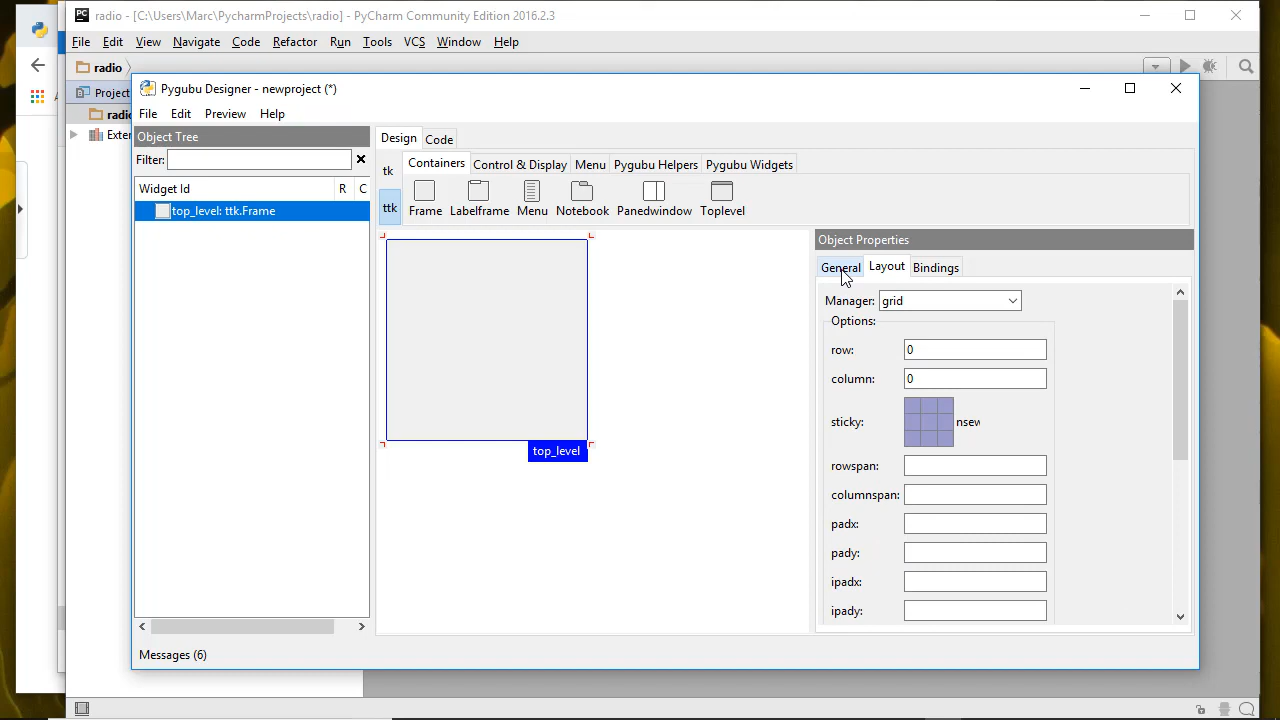 radio - [C:\Users\Marc\PycharmProjects\radio] - PyCharm Community Edition 2016.2.3
File Edit View Navigate Code Refactor Run Tools VCS Window Help
radio
Project
Pygubu Designer - newproject (*)
radio
File Edit Preview Help
Exter
Object Tree
Design Code
Filter:
Containers Control & Display Menu Pygubu Helpers Pygubu Widgets
tk
Widget Id R C
ttk
Frame Labelframe Menu Notebook Panedwindow Toplevel
top_level: ttk.Frame
Object Properties
General Layout Bindings
Manager: grid
Options:
row: 0
column: 0
sticky: nsew
top_level
rowspan:
columnspan:
padx:
pady:
ipadx:
ipady:
Messages (6)